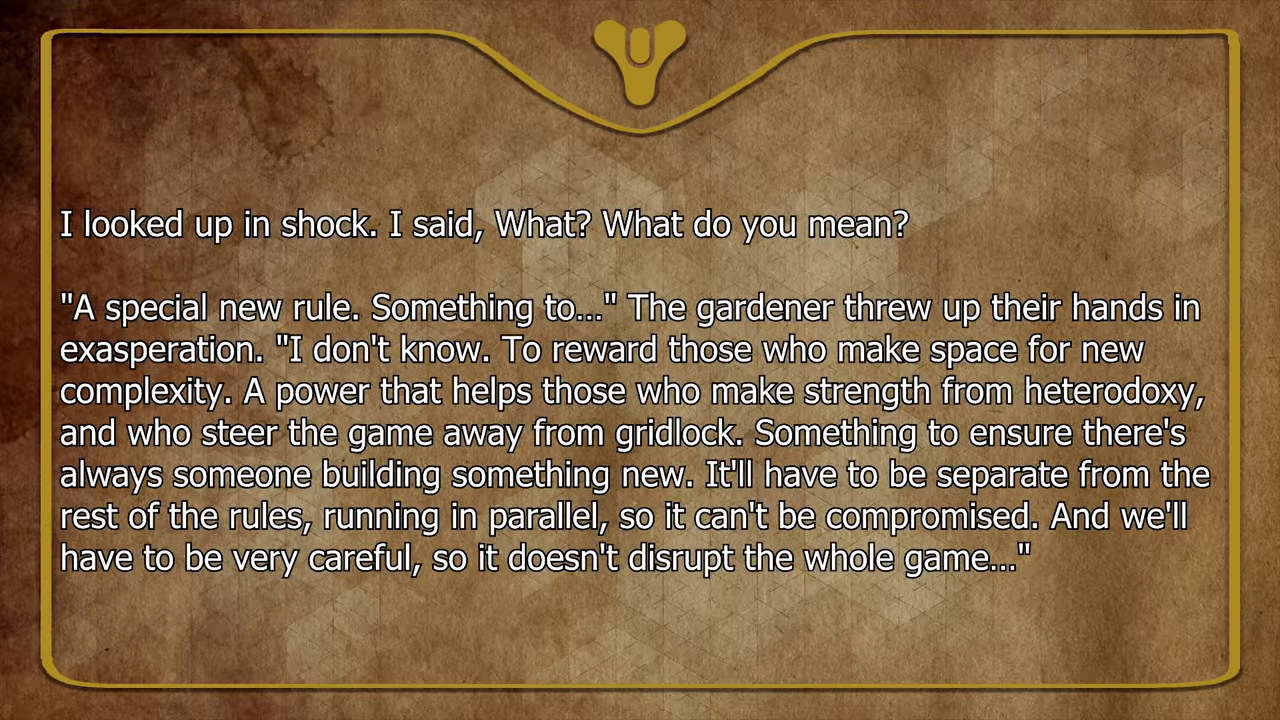 I looked up in shock. I said, What? What do you mean?
"A special new rule. Something to..." The gardener threw up their hands in
exasperation. "I don't know. To reward those who make space for new
complexity. A power that helps those who make strength from heterodoxy,
and who steer the game away from gridlock. Something to ensure there's
always someone building something new. It'll have to be separate from the
rest of the rules, running in parallel, so it can't be compromised. And we'll
have to be very careful, so it doesn't disrupt the whole game..."